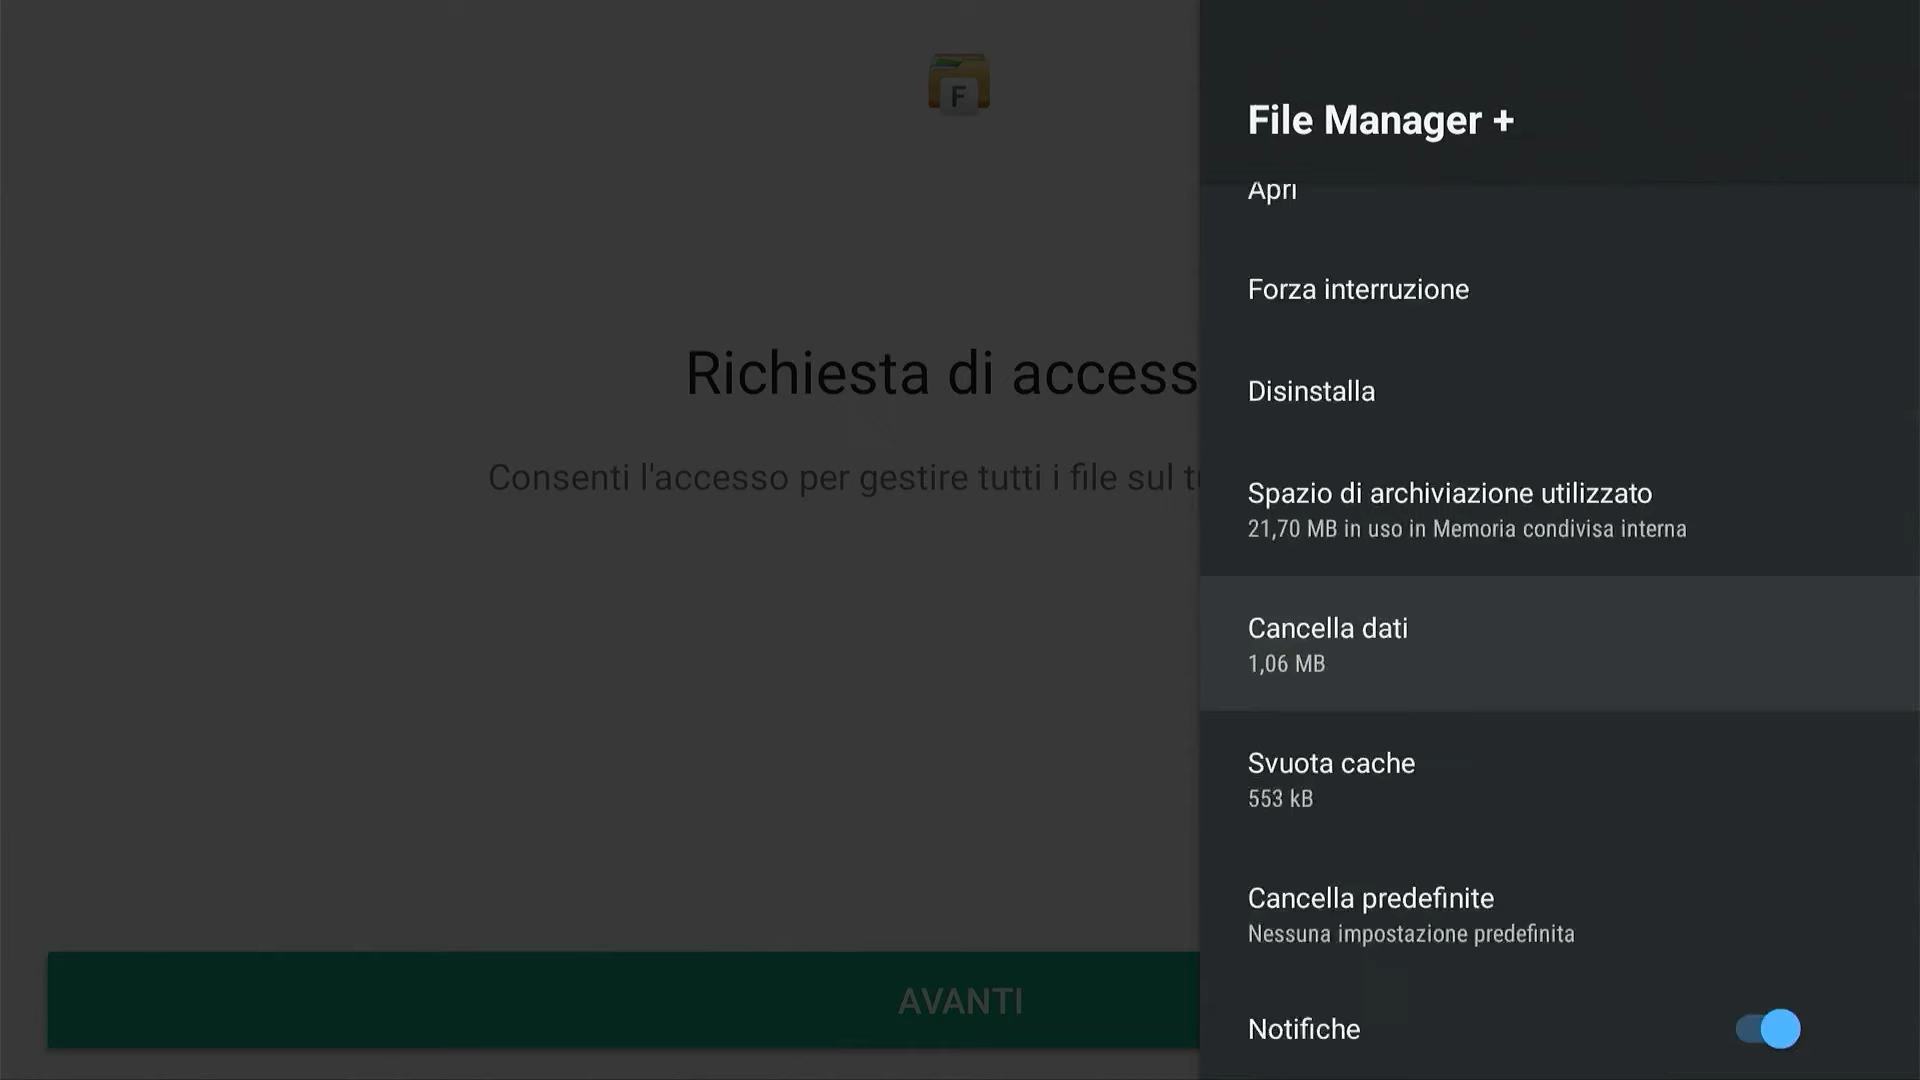 F
Richiesta di access
Consenti l'accesso per gestire tutti i file sul
AVANTI
File Manager +
Apri
Forza interruzione
Disinstalla
Spazio di archiviazione utilizzato
21,70 MB in uso in Memoria condivisa interna
Cancella dati
1,06 MB
Svuota cache
553 kB
Cancella predefinite
Nessuna impostazione predefinita
Notifiche